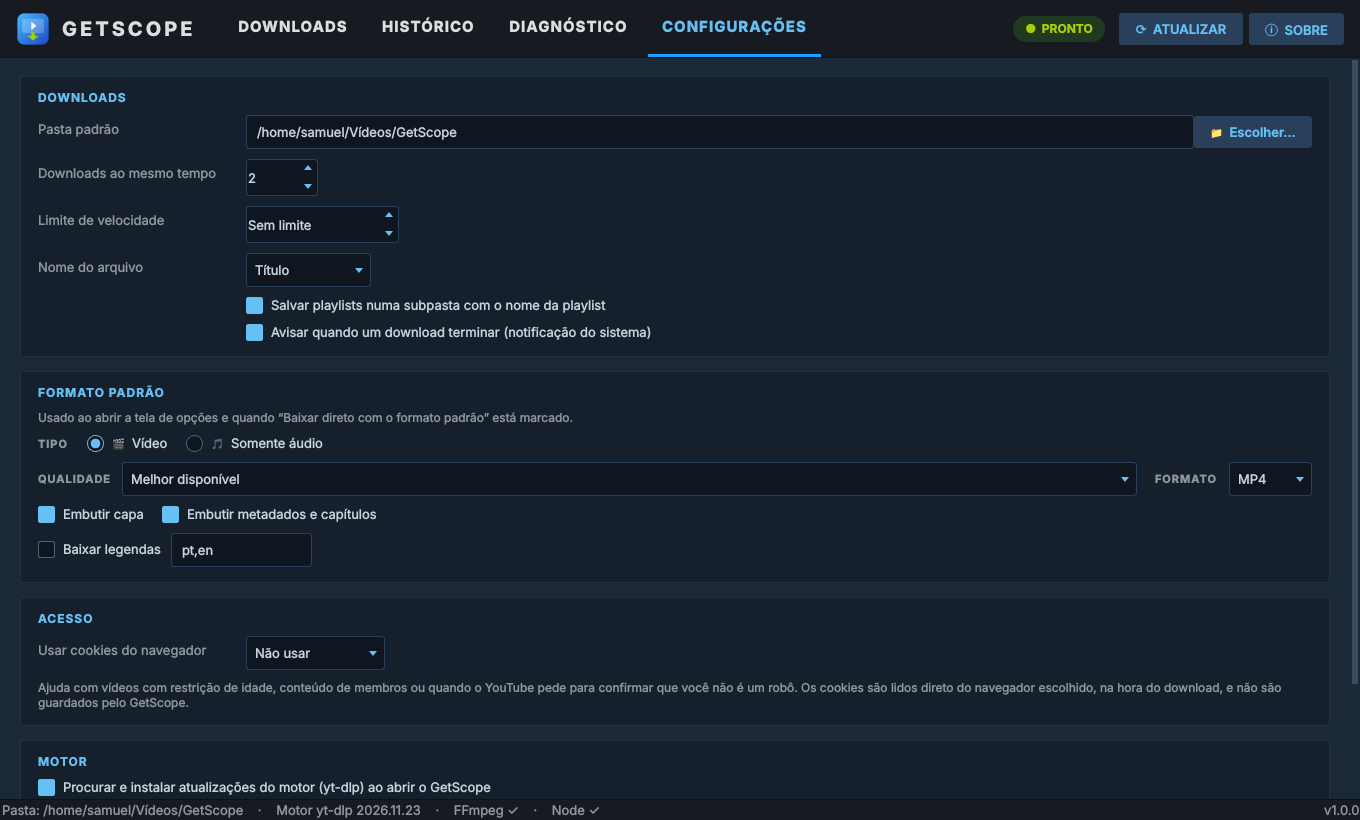 GETSCOPE
DOWNLOADS HISTÓRICO DIAGNÓSTICO CONFIGURAÇÕES
PRONTO
ATUALIZAR
SOBRE
DOWNLOADS
Pasta padrão
/home/samuel/Vídeos/GetScope
Escolher...
Downloads ao mesmo tempo
2
Limite de velocidade
Sem limite
Nome do arquivo
Título
Salvar playlists numa subpasta com o nome da playlist
Avisar quando um download terminar (notificação do sistema)
FORMATO PADRÃO
Usado ao abrir a tela de opções e quando “Baixar direto com o formato padrão” está marcado.
TIPO Vídeo Somente áudio
QUALIDADE Melhor disponível FORMATO MP4
Embutir capa Embutir metadados e capítulos
Baixar legendas pt,en
ACESSO
Usar cookies do navegador Não usar
Ajuda com vídeos com restrição de idade, conteúdo de membros ou quando o YouTube pede para confirmar que você não é um robô. Os cookies são lidos direto do navegador escolhido, na hora do download, e não são
guardados pelo GetScope.
MOTOR
Procurar e instalar atualizações do motor (yt-dlp) ao abrir o GetScope
Pasta: /home/samuel/Vídeos/GetScope · Motor yt-dlp 2026.11.23 · FFmpeg ✓ · Node ✓ v1.0.0